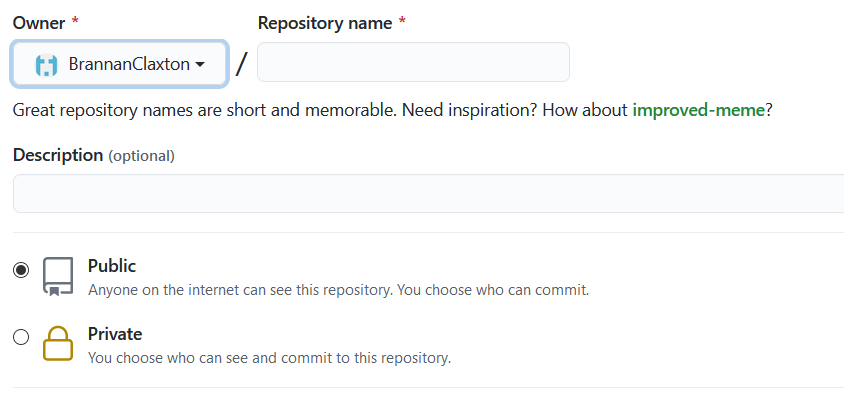 Owner * Repository name *
BrannanClaxton / 
Great repository names are short and memorable. Need inspiration? How about improved-meme?
Description (optional)
Public
Anyone on the internet can see this repository. You choose who can commit.
Private
You choose who can see and commit to this repository.